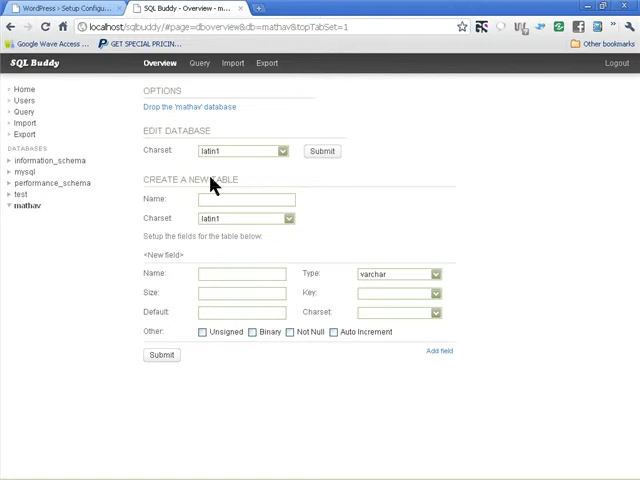 WordPress › Setup Configu...
SQL Buddy - Overview - m...
localhost/sqlbuddy/#page=dboverview&db=mathav&topTabSet=1
Google Wave Access ...
GET SPECIAL PRICIN...
Other bookmarks
SQL Buddy
Overview
Query
Import
Export
Logout
Home
Users
Query
Import
Export
DATABASES
information_schema
mysql
performance_schema
test
mathav
OPTIONS
Drop the 'mathav' database
EDIT DATABASE
Charset:
latin1
Submit
CREATE A NEW TABLE
Name:
Charset
latin1
Setup the fields for the table below:
<New field>
Name:
Type:
varchar
Size:
Key:
Default:
Charset:
Other:
Unsigned
Binary
Not Null
Auto Increment
Submit
Add field